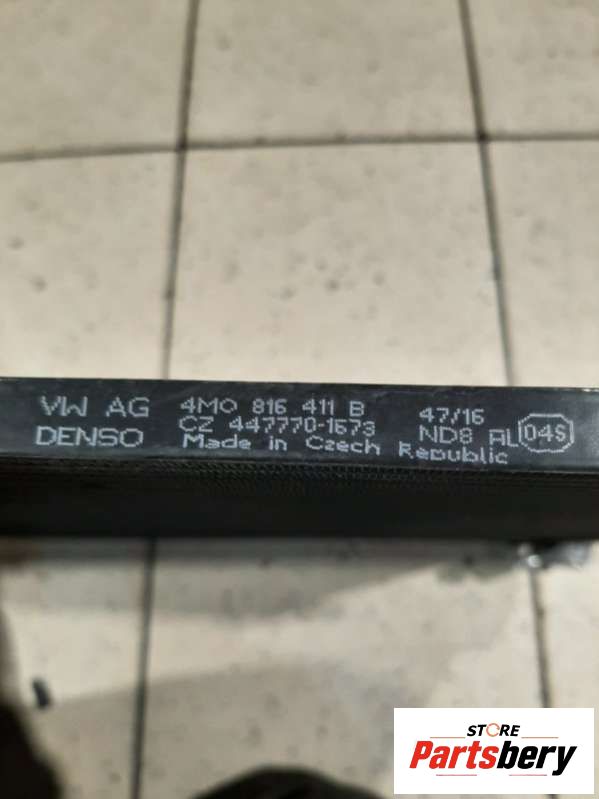 VW AG 4M0 816 411 B 47/16
DENSO CZ 447770-1673 ND8 AL 04S
Made in Czech Republic
STORE
Partsbery